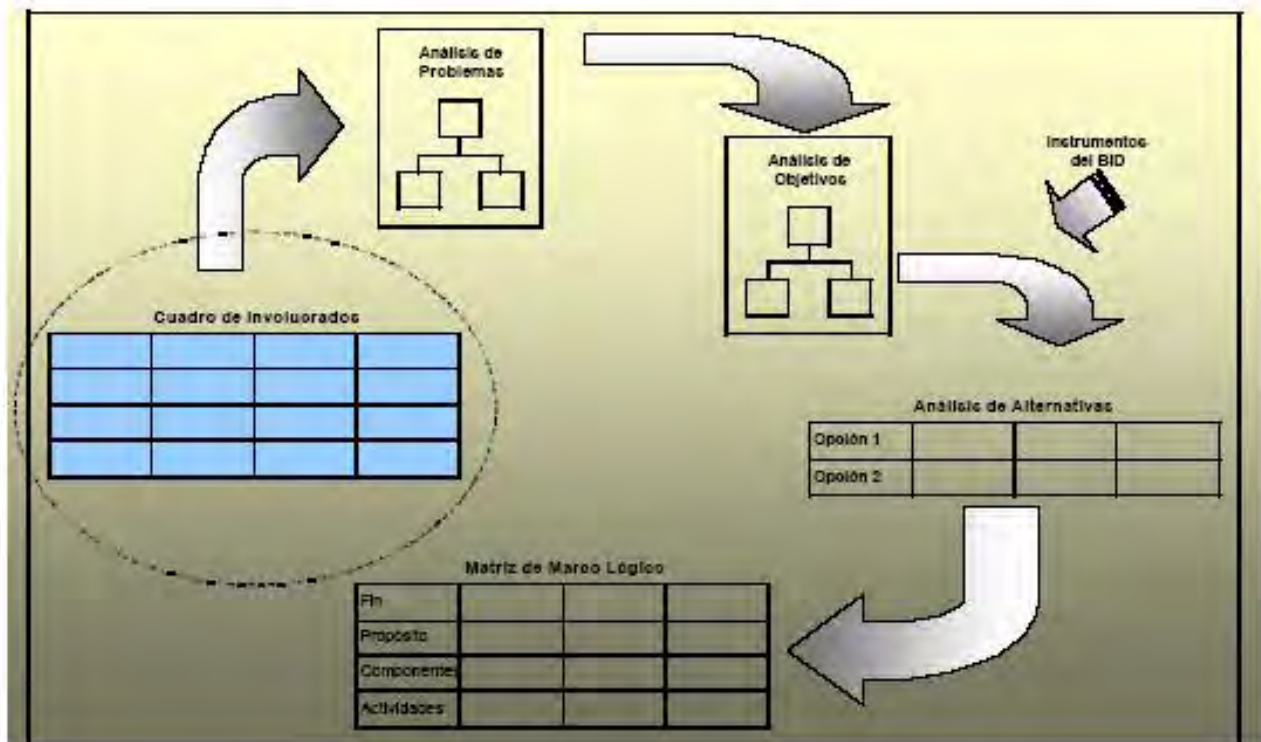 Análisis de
Problemas
Análisis de
Objetivos
Instrumentos
del BID
Cuadro de Involucrados
Análisis de Alternativas
Opción 1
Opción 2
Matriz de Marco Lógico
Fin
Propósito
Componentes
Actividades